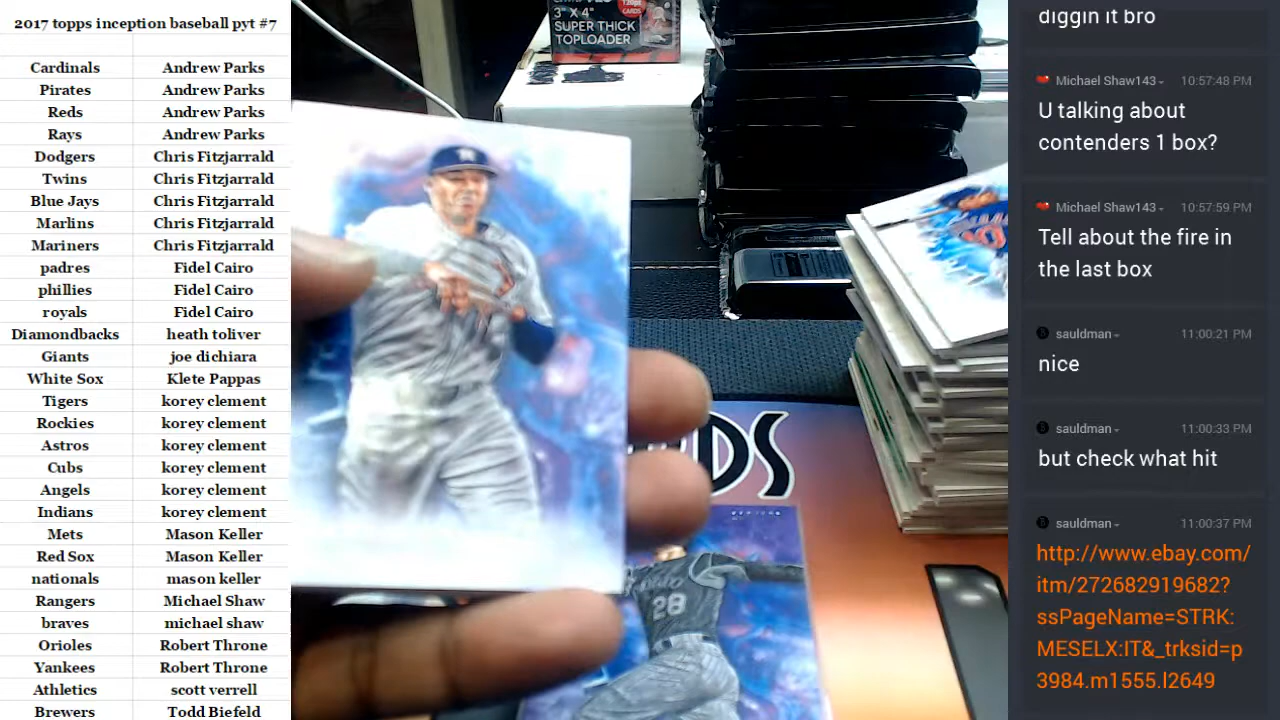 2017 topps inception baseball pyt #7
Cardinals Andrew Parks
Pirates Andrew Parks
Reds Andrew Parks
Rays Andrew Parks
Dodgers Chris Fitzjarrald
Twins Chris Fitzjarrald
Blue Jays Chris Fitzjarrald
Marlins Chris Fitzjarrald
Mariners Chris Fitzjarrald
padres Fidel Cairo
phillies Fidel Cairo
royals Fidel Cairo
Diamondbacks heath toliver
Giants joe dichiara
White Sox Klete Pappas
Tigers korey clement
Rockies korey clement
Astros korey clement
Cubs korey clement
Angels korey clement
Indians korey clement
Mets Mason Keller
Red Sox Mason Keller
nationals mason keller
Rangers Michael Shaw
braves michael shaw
Orioles Robert Throne
Yankees Robert Throne
Athletics scott verrell
Brewers Todd Biefeld
3" X 4"
SUPER THICK
TOPLOADER
CARDS
DS
28
diggin it bro
Michael Shaw143 10:57:48 PM
U talking about
contenders 1 box?
Michael Shaw143 10:57:59 PM
Tell about the fire in
the last box
sauldman 11:00:21 PM
nice
sauldman 11:00:33 PM
but check what hit
sauldman 11:00:37 PM
http://www.ebay.com/
itm/272682919682?
ssPageName=STRK:
MESELX:IT&_trksid=p
3984.m1555.l2649